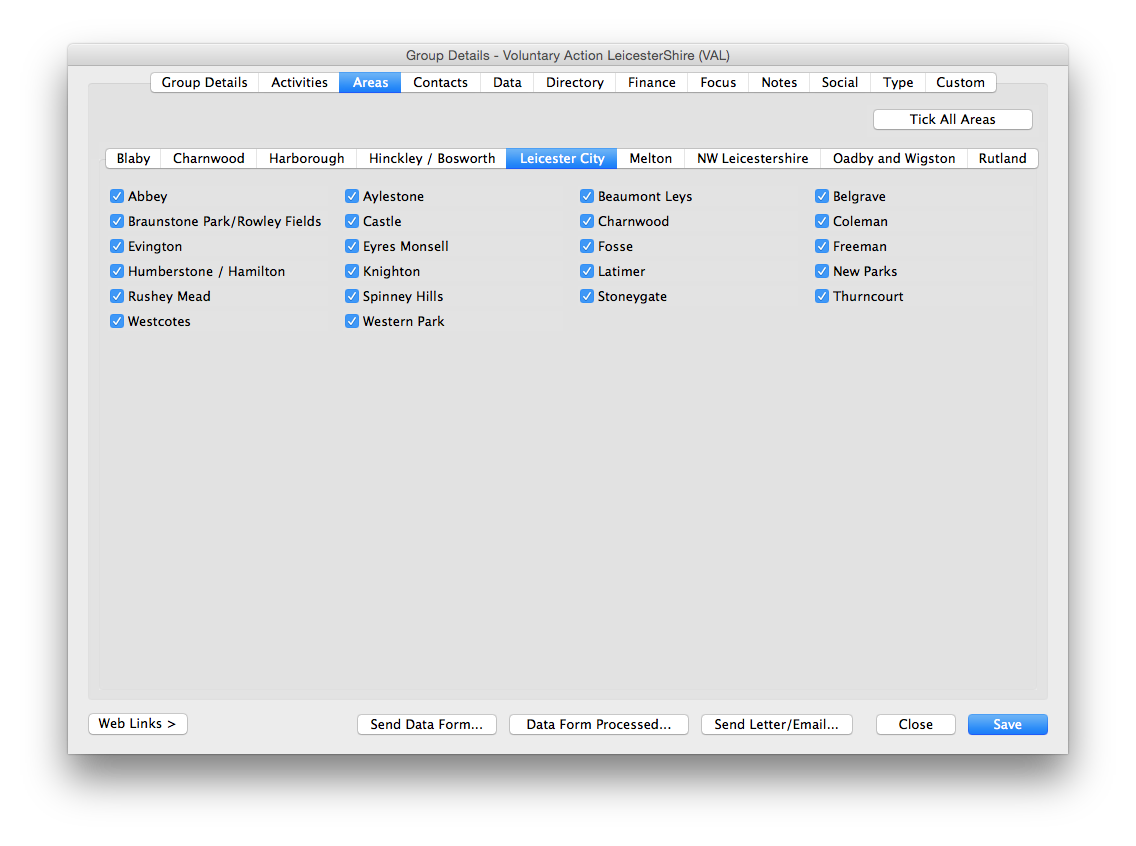 Group Details - Voluntary Action LeicesterShire (VAL)
Group Details Activities Areas Contacts Data Directory Finance Focus Notes Social Type Custom
Tick All Areas
Blaby Charnwood Harborough Hinckley / Bosworth Leicester City Melton NW Leicestershire Oadby and Wigston Rutland
Abbey Aylestone Beaumont Leys Belgrave
Braunstone Park/Rowley Fields Castle Charnwood Coleman
Evington Eyres Monsell Fosse Freeman
Humberstone / Hamilton Knighton Latimer New Parks
Rushey Mead Spinney Hills Stoneygate Thurncourt
Westcotes Western Park
Web Links > Send Data Form... Data Form Processed... Send Letter/Email... Close Save